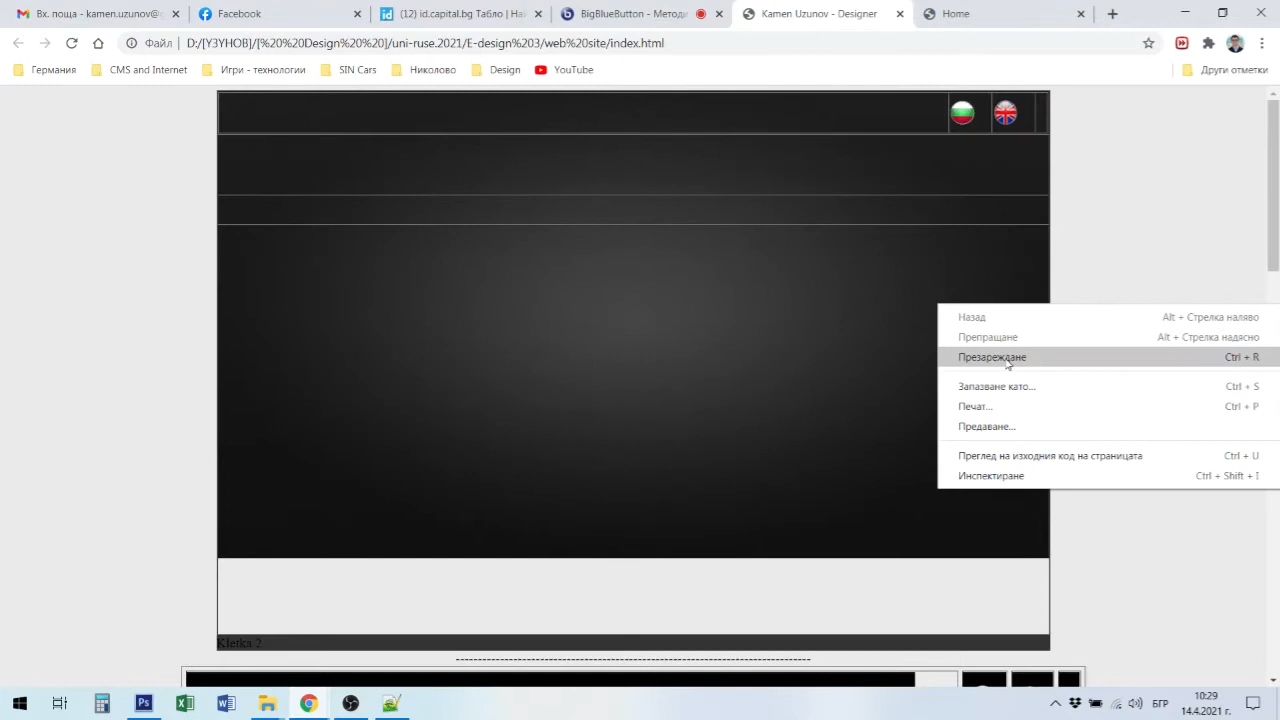 Вх. поща - kamen.uzunov@g
Facebook
(12) id.capital.bg Табло | На
BigBlueButton - Методи
Kamen Uzunov - Designer
Home
Файл
D:/[УЗУНОВ]/[%20%20Design%20%20]/uni-ruse.2021/E-design%203/web%20site/index.html
Германия
CMS and Internet
Игри - технологии
SIN Cars
Николово
Design
YouTube
Други отметки
Назад Alt + Стрелка наляво
Препращане Alt + Стрелка надясно
Презареждане Ctrl + R
Запазване като... Ctrl + S
Печат... Ctrl + P
Предаване... 
Преглед на изходния код на страницата Ctrl + U
Инспектиране Ctrl + Shift + I
Kletka 2
БГР
10:29
14.4.2021 г.